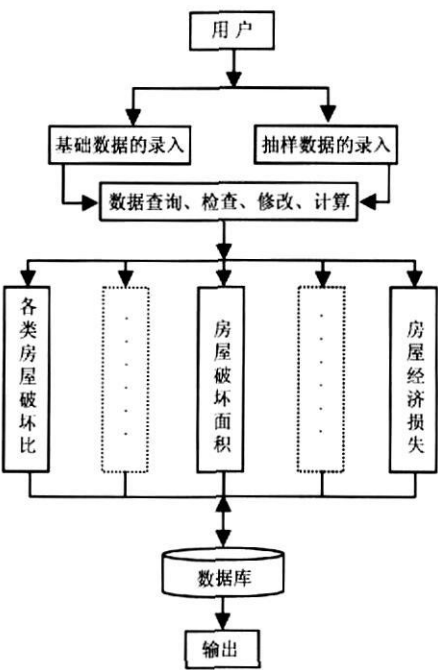 用户
基础数据的录入
抽样数据的录入
数据查询、检查、修改、计算
各类房屋破坏比
······
房屋破坏面积
······
房屋经济损失
数据库
输出